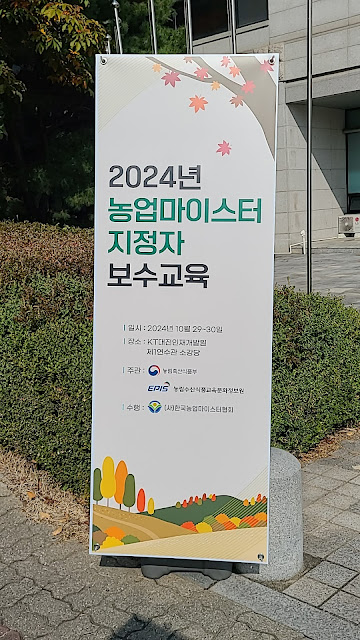 2024년
농업마이스터
지정자
보수교육
일시 : 2024년 10월 29-30일
장소 : KT대전인재개발원
제1연수관 소강당
주관 : 농림축산식품부
EPIS 농림수산식품교육문화정보원
수행 : (사)한국농업마이스터협회